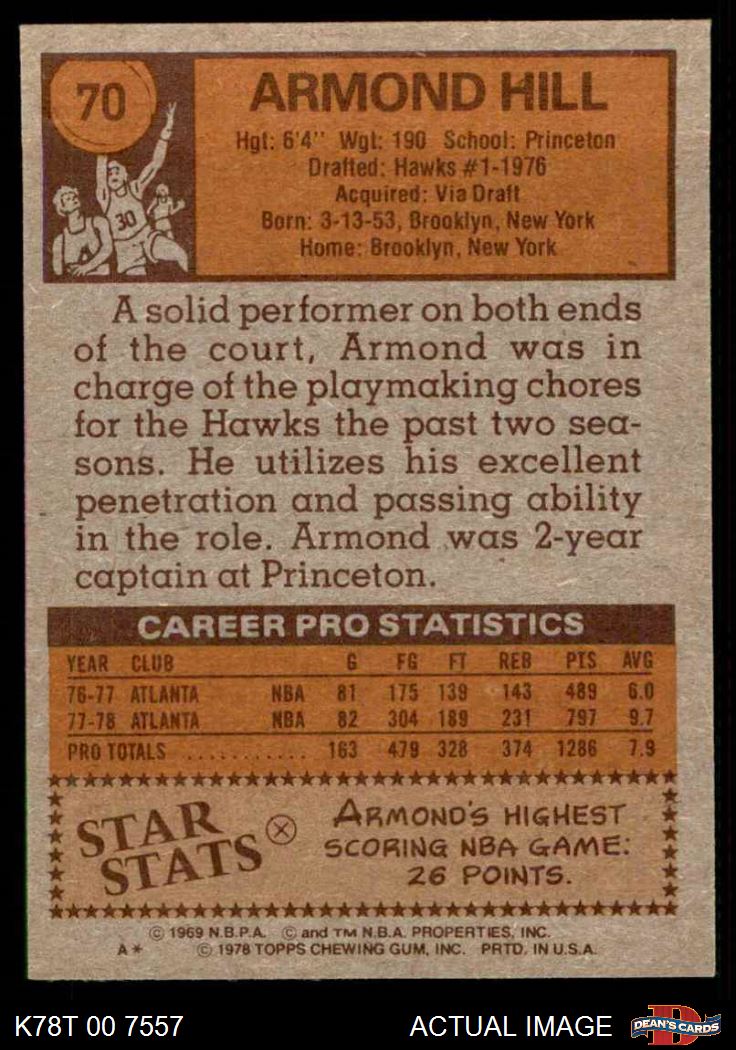 70
ARMOND HILL
Hgt: 6'4" Wgt: 190 School: Princeton
Drafted: Hawks #1-1976
Acquired: Via Draft
Born: 3-13-53, Brooklyn, New York
Home: Brooklyn, New York
30
A solid performer on both ends
of the court, Armond was in
charge of the playmaking chores
for the Hawks the past two sea-
sons. He utilizes his excellent
penetration and passing ability
in the role. Armond was 2-year
captain at Princeton.
CAREER PRO STATISTICS
YEAR CLUB G FG FT REB PTS AVG
76-77 ATLANTA NBA 81 175 139 143 489 6.0
77-78 ATLANTA NBA 82 304 189 231 797 9.7
PRO TOTALS ........... 163 479 328 374 1286 7.9
STAR
STATS
ARMOND'S HIGHEST
SCORING NBA GAME:
26 POINTS.
© 1969 N.B.P.A. © and TM N.B.A. PROPERTIES, INC.
A* © 1978 TOPPS CHEWING GUM, INC. PRTD. IN U.S.A.
K78T 00 7557 ACTUAL IMAGE DEAN'S CARDS